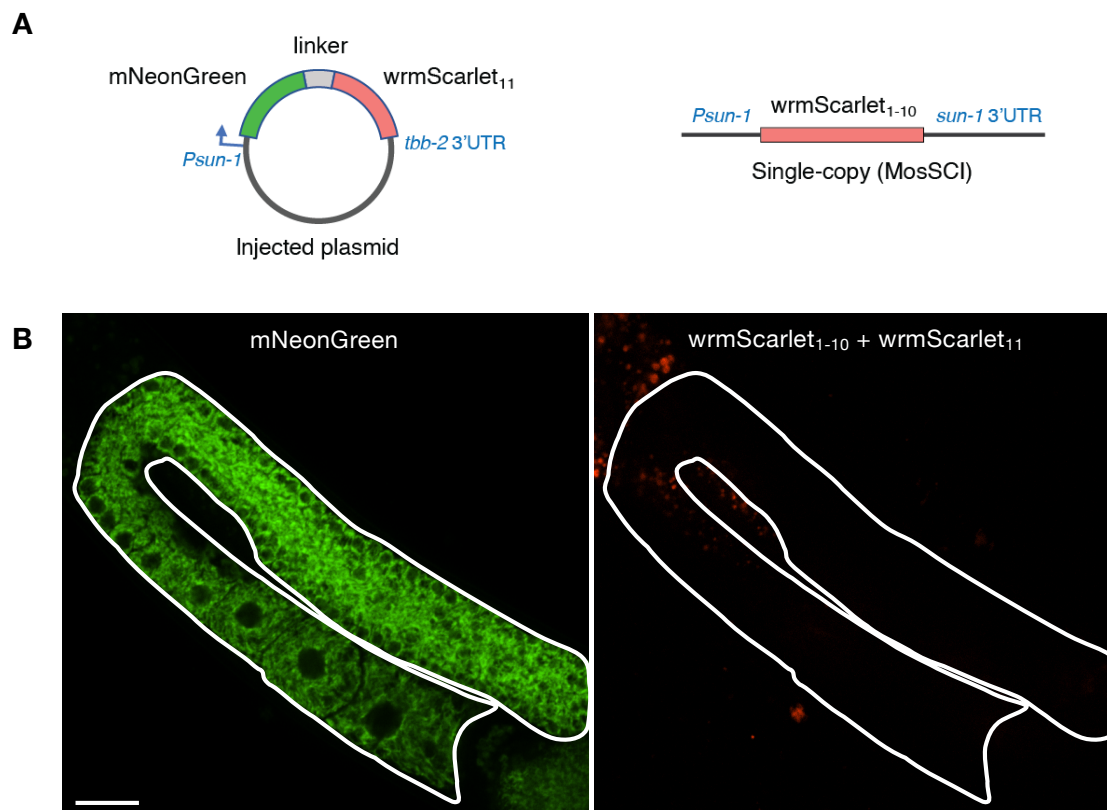 A
linker
mNeonGreen
wrmScarlet₁₁
Psun-1
tbb-2 3’UTR
Injected plasmid
Psun-1
wrmScarlet₁₋₁₀
sun-1 3’UTR
Single-copy (MosSCI)
B
mNeonGreen
wrmScarlet₁₋₁₀ + wrmScarlet₁₁